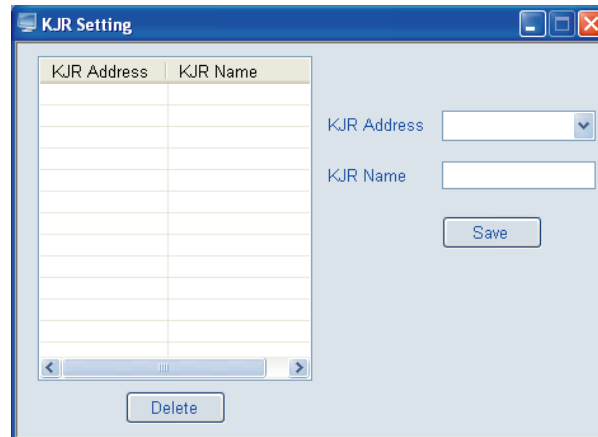 KJR Setting
KJR Address KJR Name
KJR Address
KJR Name
Save
Delete